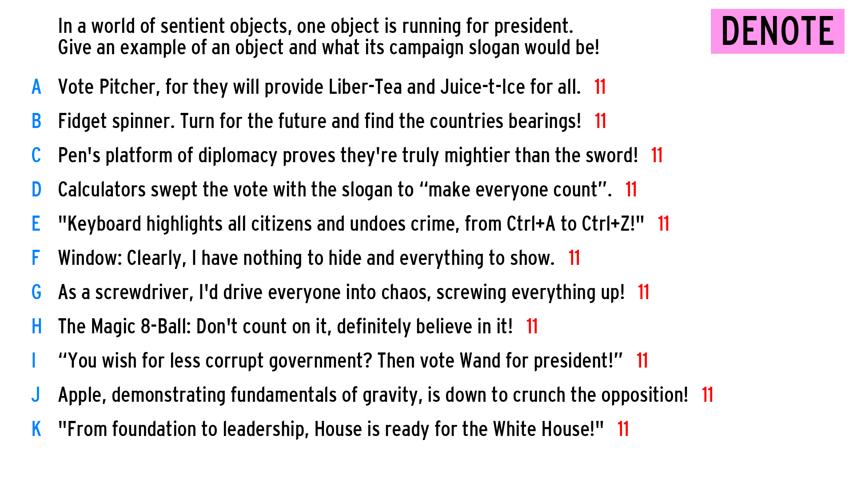 In a world of sentient objects, one object is running for president.
Give an example of an object and what its campaign slogan would be!
DENOTE
A Vote Pitcher, for they will provide Liber-Tea and Juice-t-Ice for all. 11
B Fidget spinner. Turn for the future and find the countries bearings! 11
C Pen's platform of diplomacy proves they're truly mightier than the sword! 11
D Calculators swept the vote with the slogan to “make everyone count”. 11
E "Keyboard highlights all citizens and undoes crime, from Ctrl+A to Ctrl+Z!" 11
F Window: Clearly, I have nothing to hide and everything to show. 11
G As a screwdriver, I'd drive everyone into chaos, screwing everything up! 11
H The Magic 8-Ball: Don't count on it, definitely believe in it! 11
I “You wish for less corrupt government? Then vote Wand for president!” 11
J Apple, demonstrating fundamentals of gravity, is down to crunch the opposition! 11
K "From foundation to leadership, House is ready for the White House!" 11